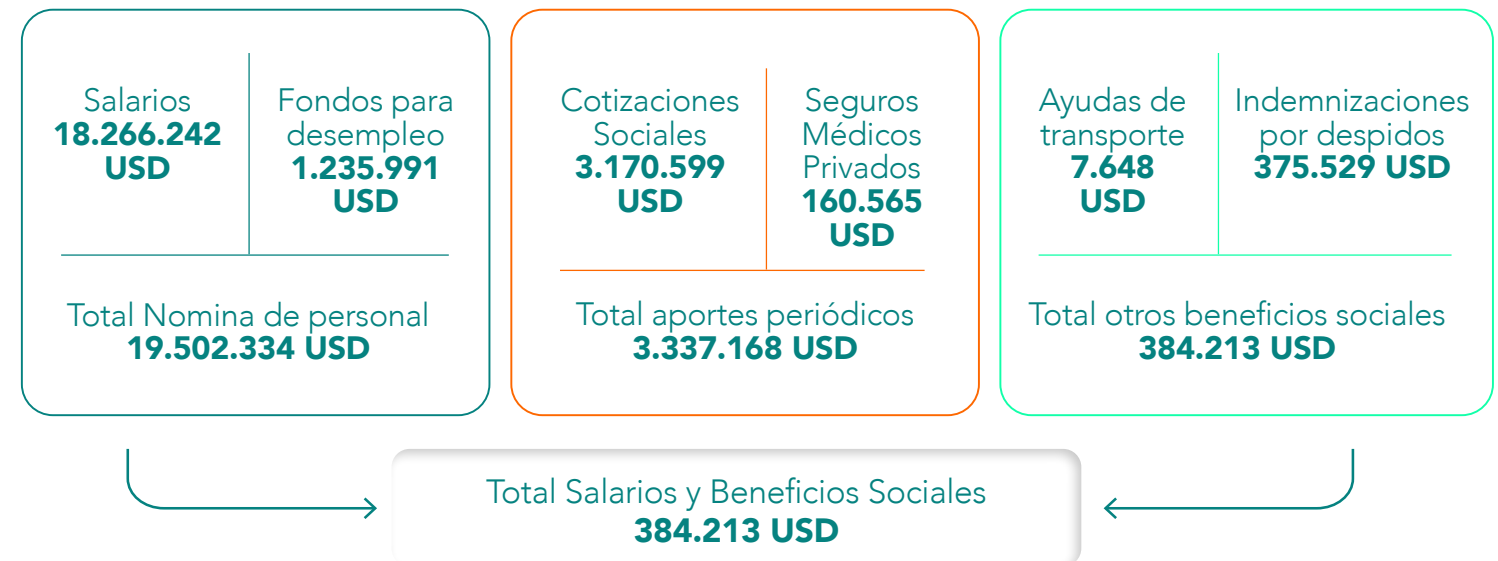 Salarios
18.266.242
USD
Fondos para
desempleo
1.235.991
USD
Total Nomina de personal
19.502.334 USD
Cotizaciones
Sociales
3.170.599
USD
Seguros
Médicos
Privados
160.565
USD
Total aportes periódicos
3.337.168 USD
Ayudas de
transporte
7.648
USD
Indemnizaciones
por despidos
375.529 USD
Total otros beneficios sociales
384.213 USD
Total Salarios y Beneficios Sociales
384.213 USD